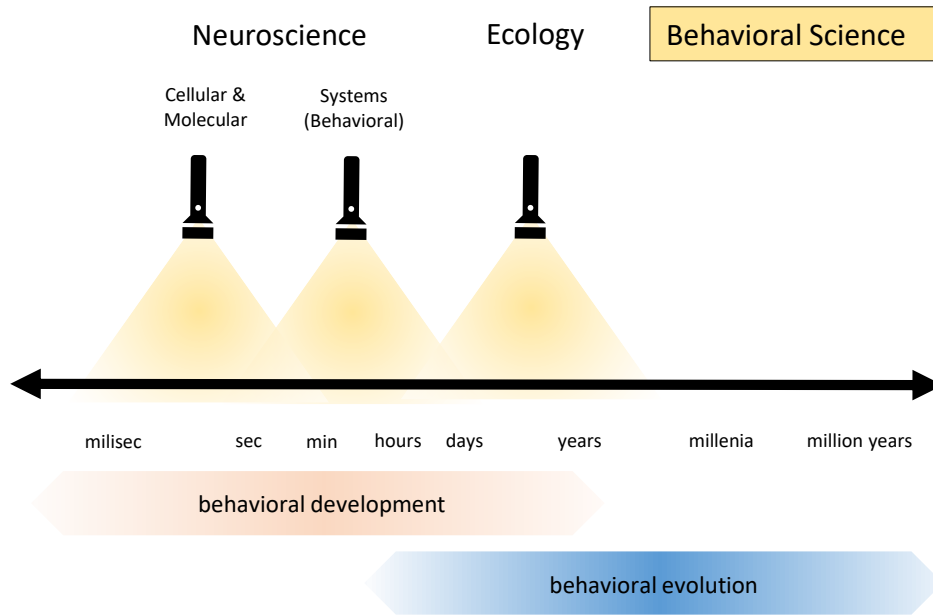 Neuroscience
Ecology
Behavioral Science
Cellular &
Molecular
Systems
(Behavioral)
milisec
sec
min
hours
days
years
millenia
million years
behavioral development
behavioral evolution